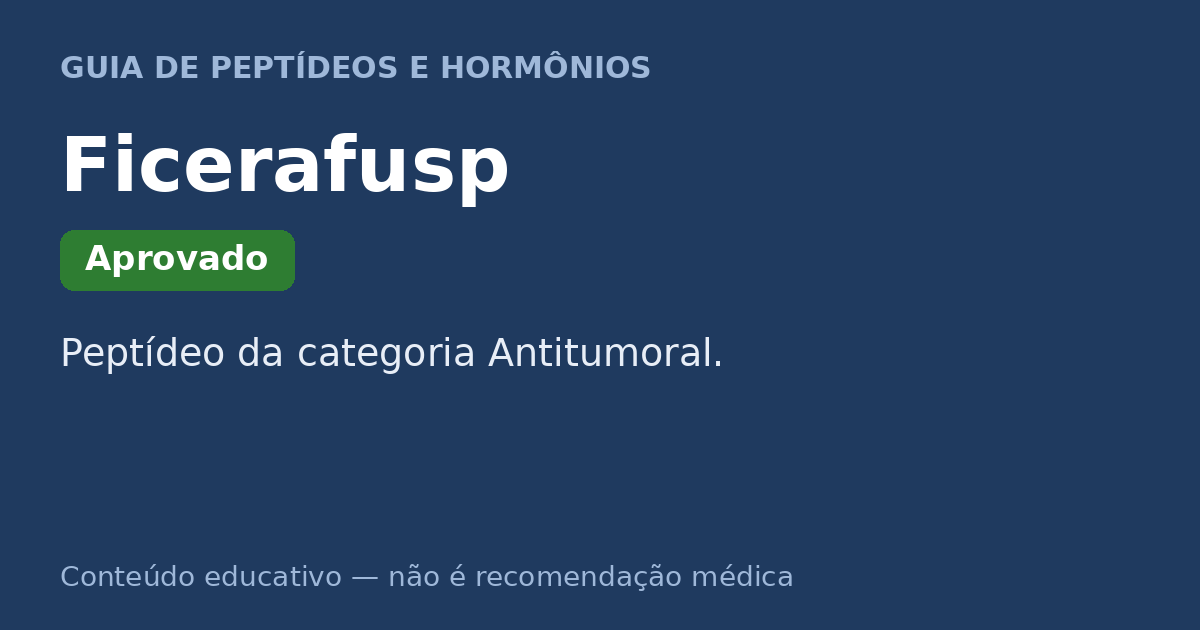 GUIA DE PEPTÍDEOS E HORMÔNIOS
Ficerafusp
Aprovado
Peptídeo da categoria Antitumoral.
Conteúdo educativo — não é recomendação médica